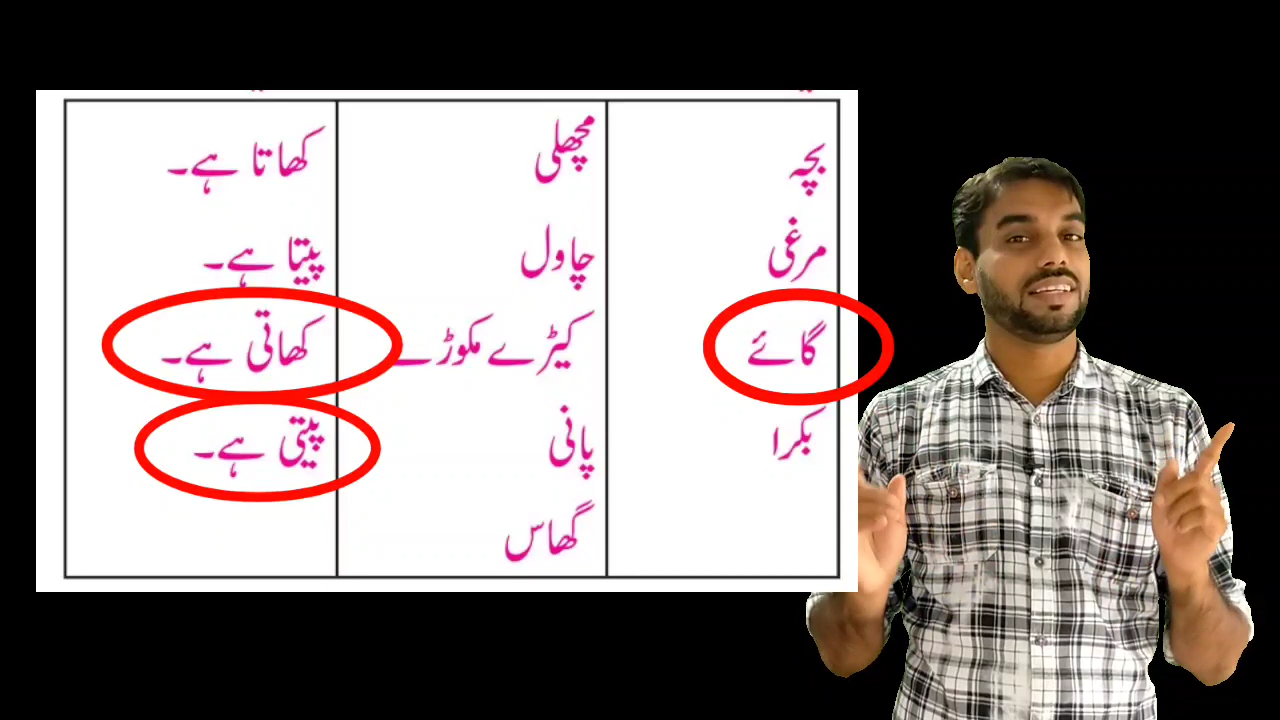 بچہ مچھلی کھاتا ہے۔
مرغی چاول پیتا ہے۔
گائے کیڑے مکوڑے کھاتی ہے۔
بکرا پانی پیتی ہے۔
گھاس